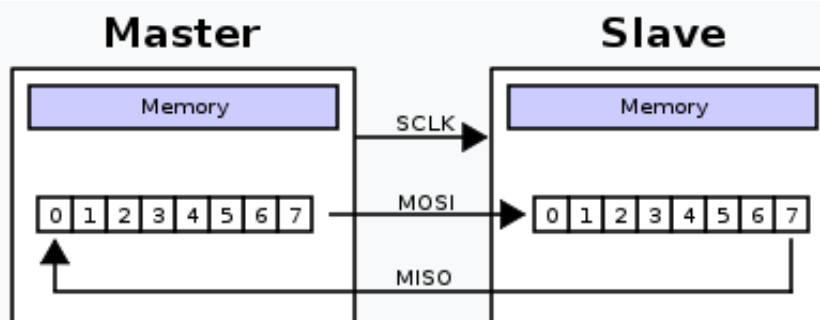 Master Slave
Memory Memory
SCLK
MOSI
0 1 2 3 4 5 6 7 0 1 2 3 4 5 6 7
MISO